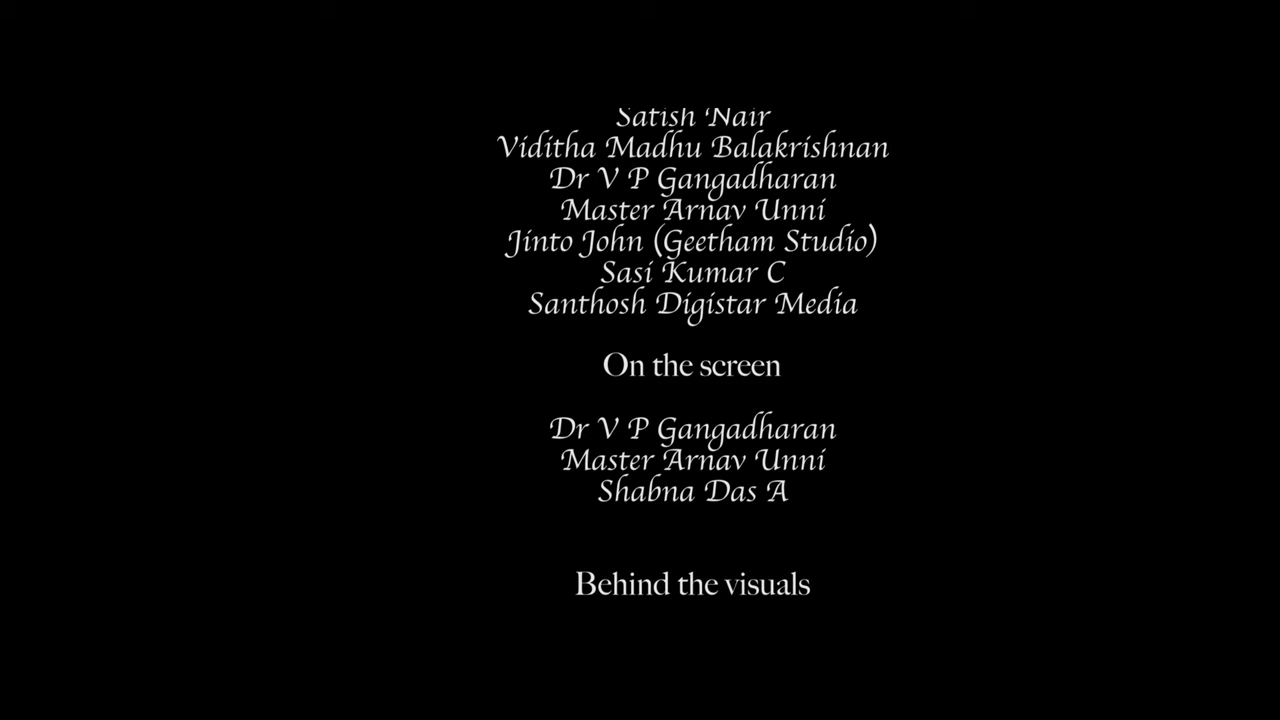 Satish Nair
Viditha Madhu Balakrishnan
Dr V P Gangadharan
Master Arnav Unni
Jinto John (Geetham Studio)
Sasi Kumar C
Santhosh Digistar Media
On the screen
Dr V P Gangadharan
Master Arnav Unni
Shabna Das A
Behind the visuals